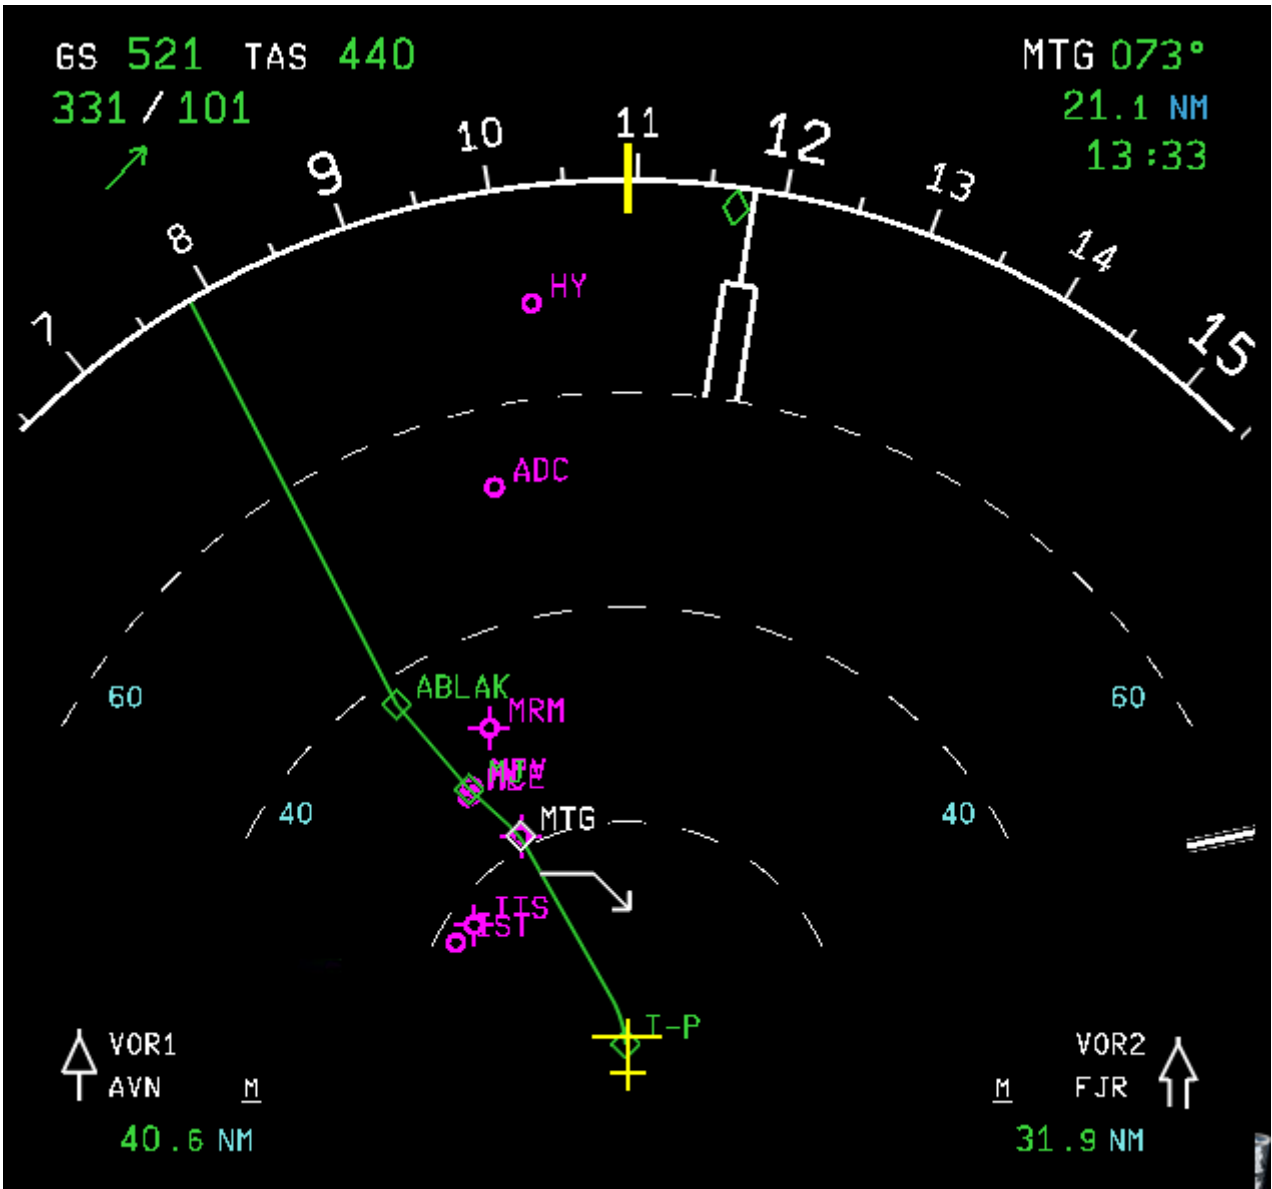 GS 521 TAS 440
331 / 101
MTG 073°
21.1 NM
13:33
7
8
9
10
11
12
13
14
15
HY
ADC
60
60
ABLAK
MRM
40
40
MTG
ITS
IST
T-P
VOR1
AVN M
40.6 NM
VOR2
M FJR
31.9 NM